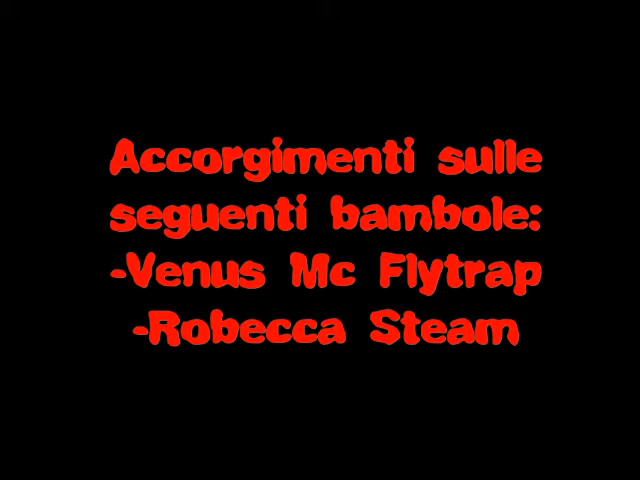 Accorgimenti sulle
seguenti bambole:
-Venus Mc Flytrap
-Robecca Steam